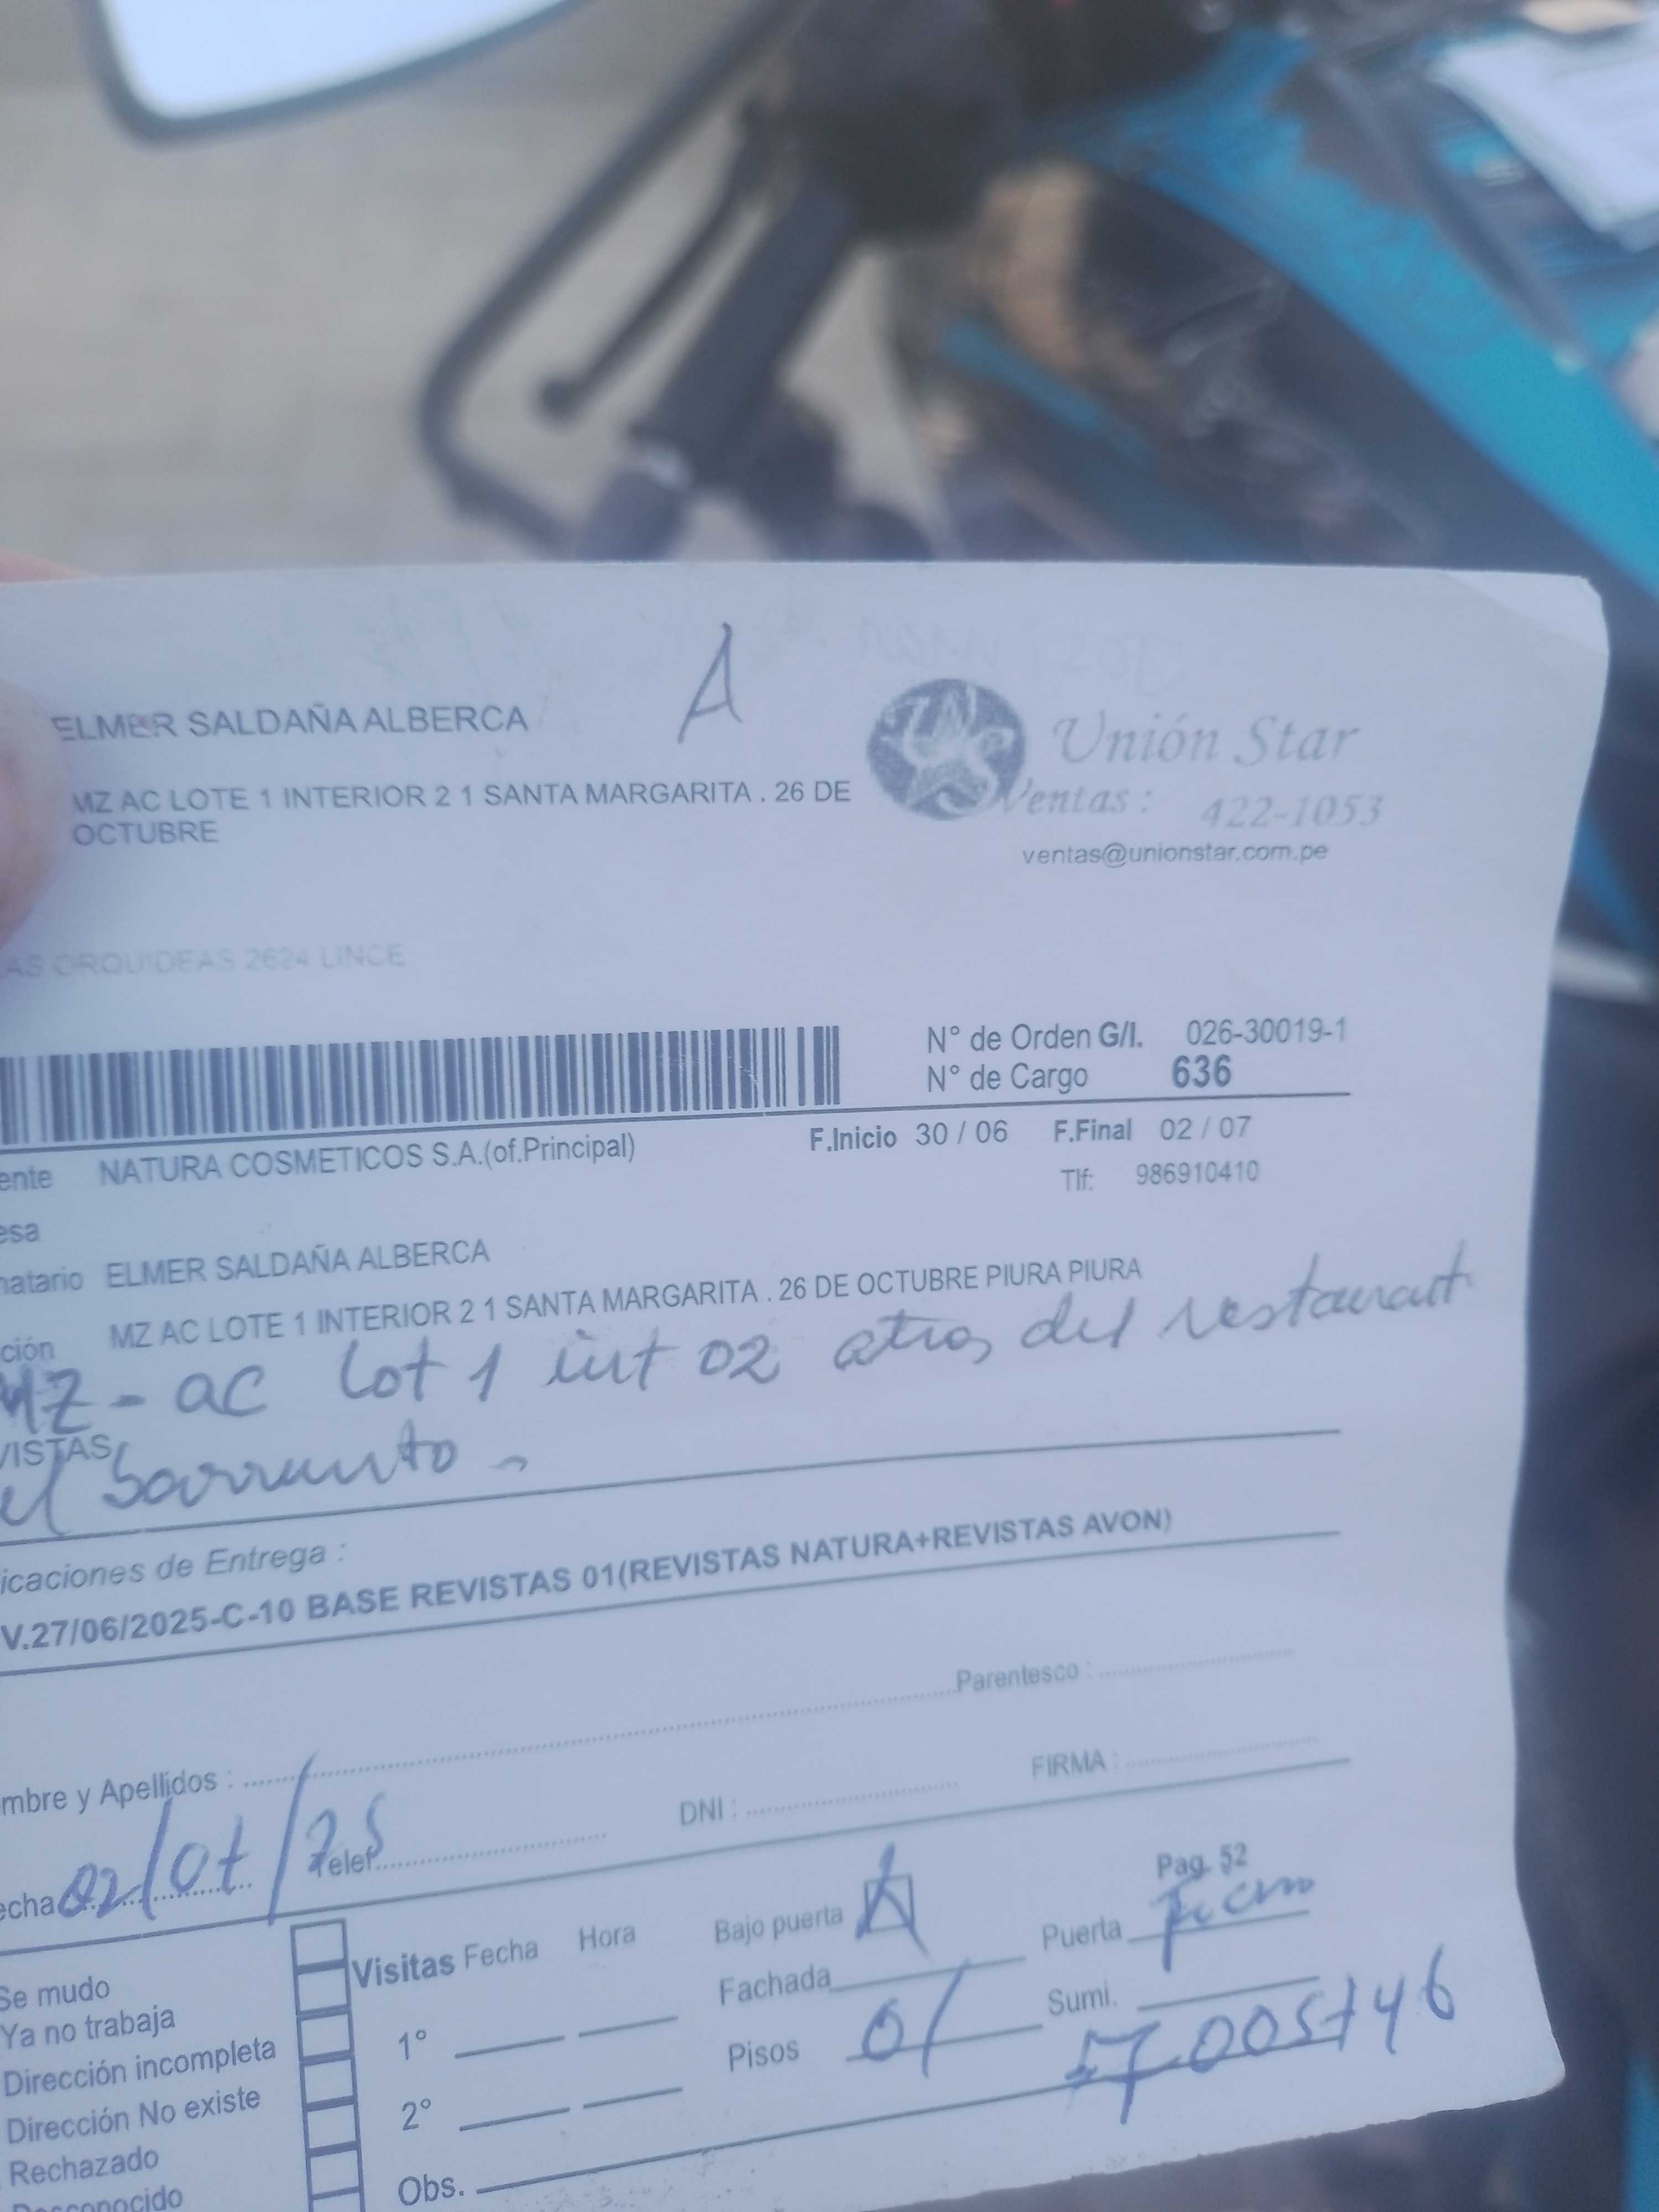 A
ELMER SALDAÑA ALBERCA
Unión Star
MZ AC LOTE 1 INTERIOR 2 1 SANTA MARGARITA . 26 DE
OCTUBRE
Ventas : 422-1053
ventas@unionstar.com.pe
AS ORQUIDEAS 2624 LINCE
N° de Orden G/I. 026-30019-1
N° de Cargo 636
ente NATURA COSMETICOS S.A.(of.Principal)
F.Inicio 30 / 06 F.Final 02 / 07
Tlf: 986910410
esa
natario ELMER SALDAÑA ALBERCA
ción MZ AC LOTE 1 INTERIOR 2 1 SANTA MARGARITA . 26 DE OCTUBRE PIURA PIURA
MZ - ac lot 1 int 02 atras del restaurat
VISTAS
el
icaciones de Entrega :
V.27/06/2025-C-10 BASE REVISTAS 01(REVISTAS NATURA+REVISTAS AVON)
Parentesco :
mbre y Apellidos :
FIRMA :
DNI :
echa 02/07/25 Telef.
Pag. 52
Bajo puerta
Puerta
Visitas Fecha Hora
Se mudo
Fachada
Sumi.
Ya no trabaja
1°
Pisos 01
Dirección incompleta
Dirección No existe
2°
Rechazado
Obs.
Desconocido